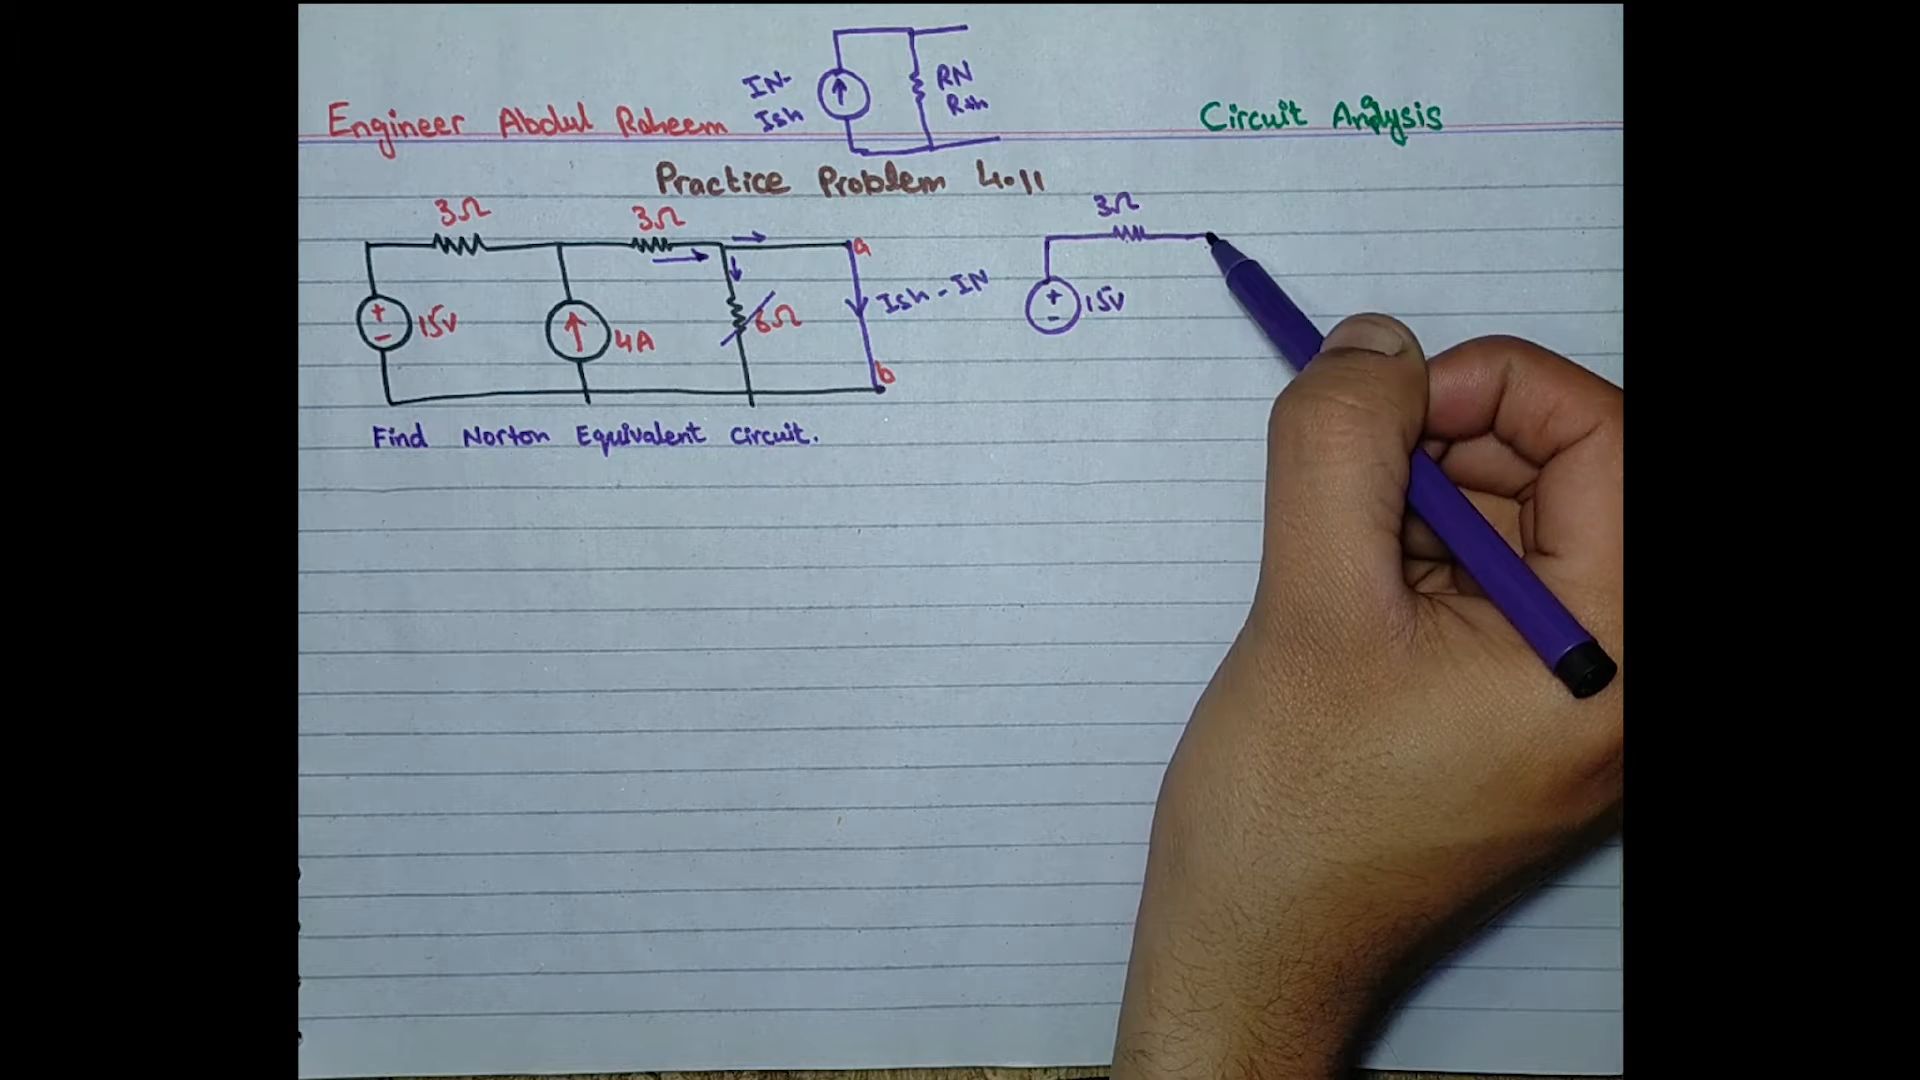 IN-
Ish
RN
Rth
Engineer Abdul Raheem
Circuit Analysis
Practice Problem 4.11
3Ω
3Ω
a
15V
4A
6Ω
Ish - IN
b
3Ω
15V
Find Norton Equivalent Circuit.